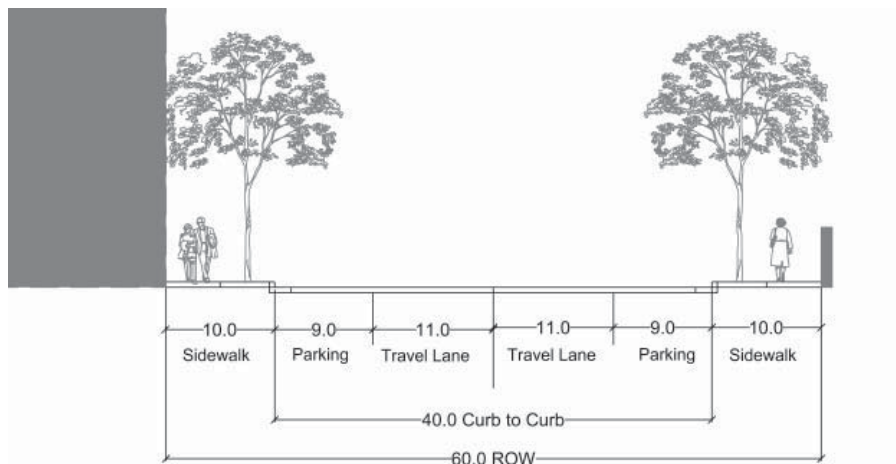 10.0 9.0 11.0 11.0 9.0 10.0
Sidewalk Parking Travel Lane Travel Lane Parking Sidewalk
40.0 Curb to Curb
60.0 ROW